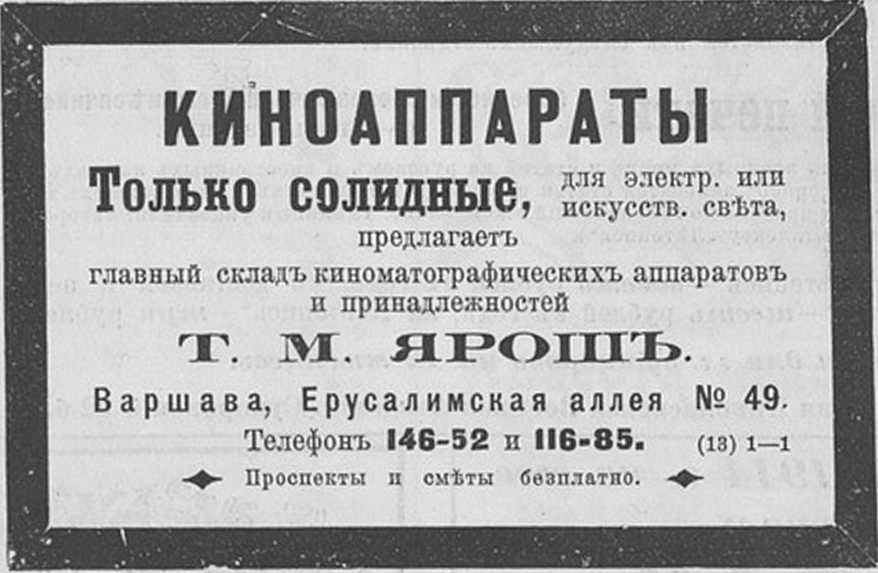 КИНОАППАРАТЫ
Только солидные, для электр. или
искусств. свѣта,
предлагаетъ
главный складъ киноматографическихъ аппаратовъ
и принадлежностей
Т. М. ЯРОШЪ.
Варшава, Ерусалимская аллея № 49.
Телефонъ 146-52 и 116-85. (13) 1—1
Проспекты и смѣты безплатно.